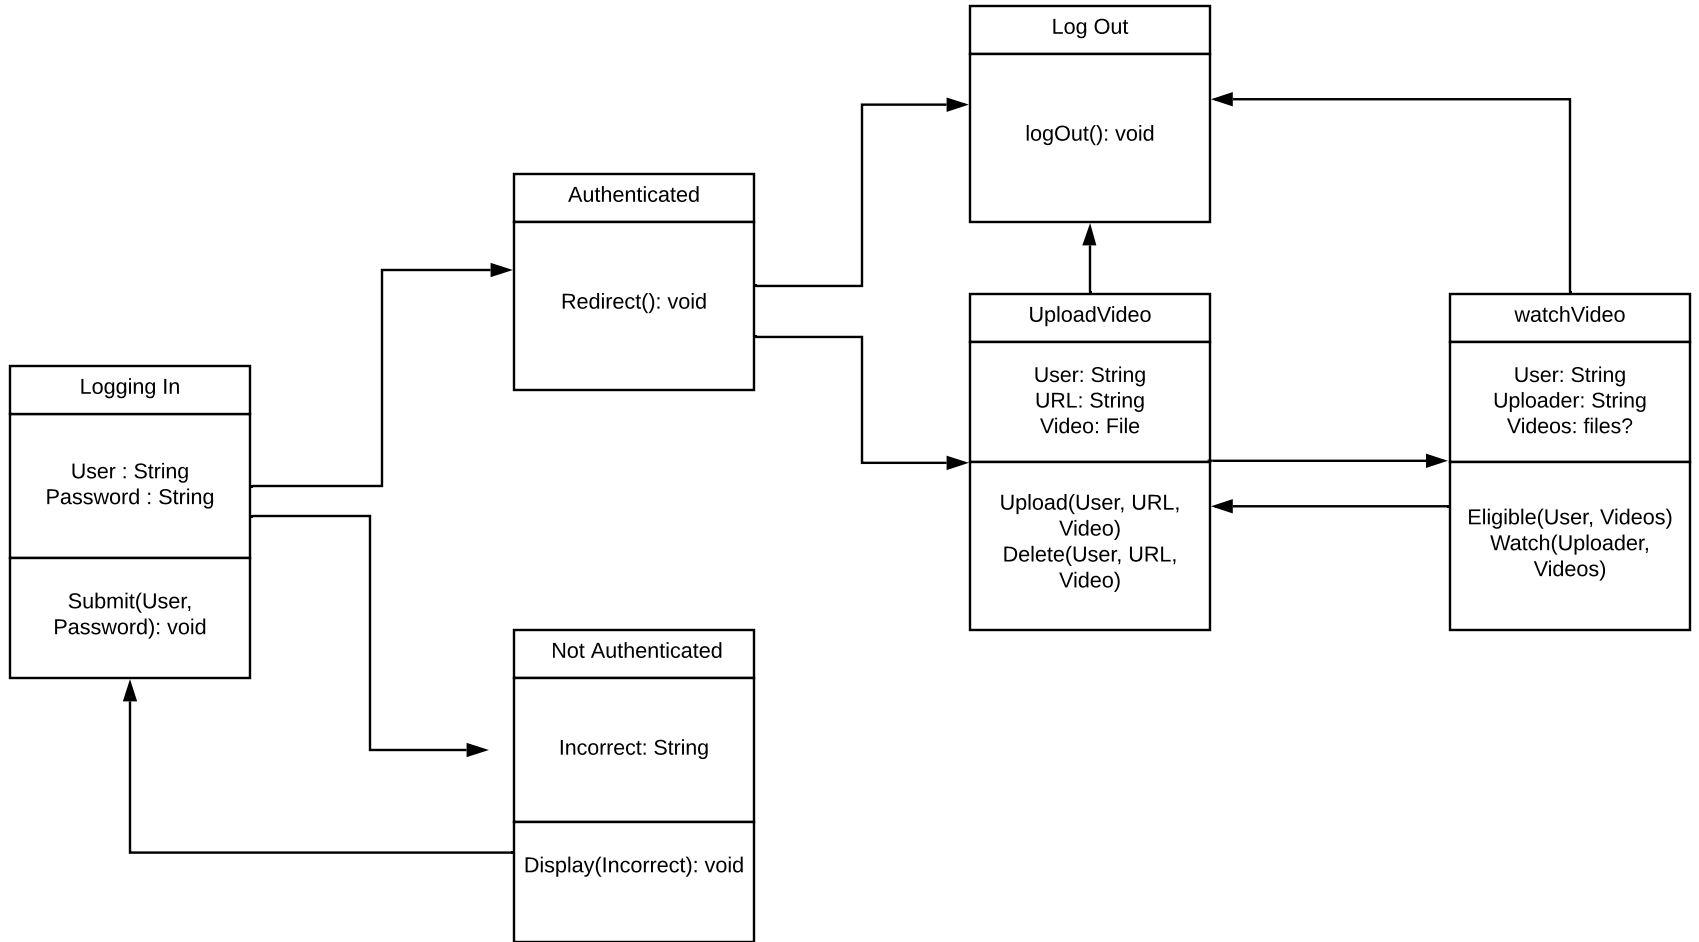 Log Out
logOut(): void
Authenticated
Redirect(): void
Logging In
User : String
Password : String
Submit(User,
Password): void
Not Authenticated
Incorrect: String
Display(Incorrect): void
UploadVideo
User: String
URL: String
Video: File
Upload(User, URL,
Video)
Delete(User, URL,
Video)
watchVideo
User: String
Uploader: String
Videos: files?
Eligible(User, Videos)
Watch(Uploader,
Videos)